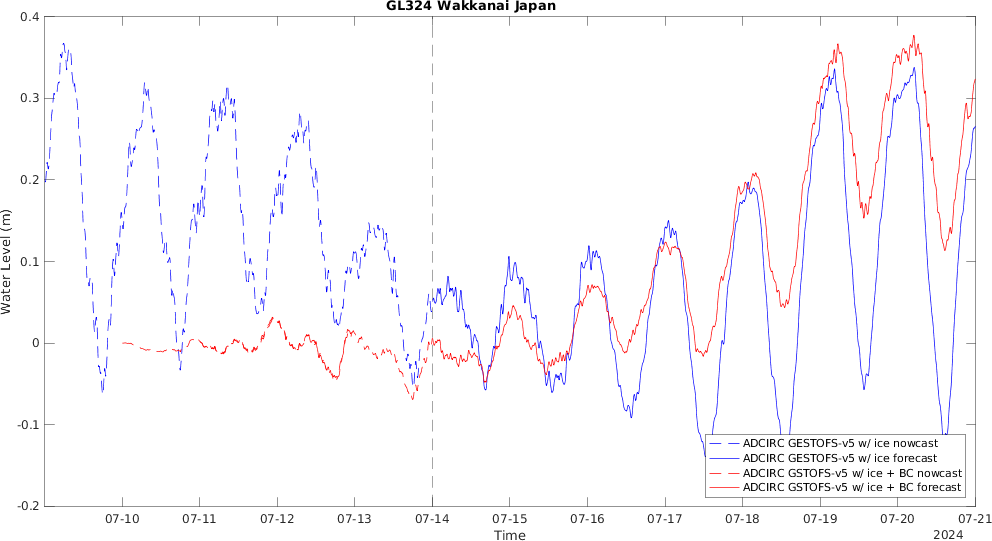 GL324 Wakkanai Japan
Water Level (m)
0.4
0.3
0.2
0.1
0
-0.1
-0.2
ADCIRC GESTOFS-v5 w/ ice nowcast
ADCIRC GESTOFS-v5 w/ ice forecast
ADCIRC GSTOFS-v5 w/ ice + BC nowcast
ADCIRC GSTOFS-v5 w/ ice + BC forecast
07-10 07-11 07-12 07-13 07-14 07-15 07-16 07-17 07-18 07-19 07-20 07-21
Time
2024